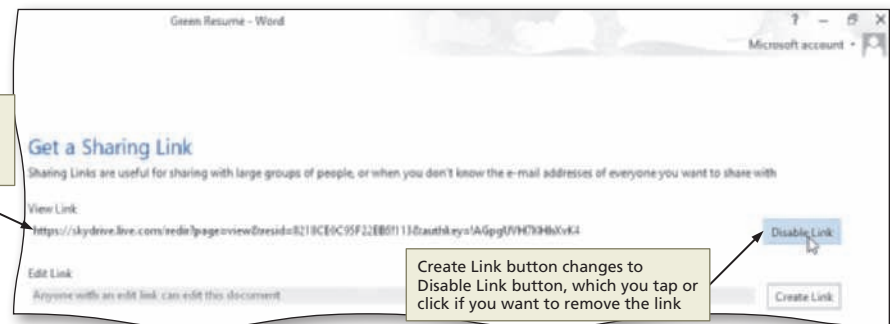 Green Resume - Word
? – X
Microsoft account
Get a Sharing Link
Sharing Links are useful for sharing with large groups of people, or when you don't know the e-mail addresses of everyone you want to share with
View Link
Disable Link
Edit Link
Anyone with an edit link can edit this document
Create Link
Create Link button changes to
Disable Link button, which you tap or
click if you want to remove the link